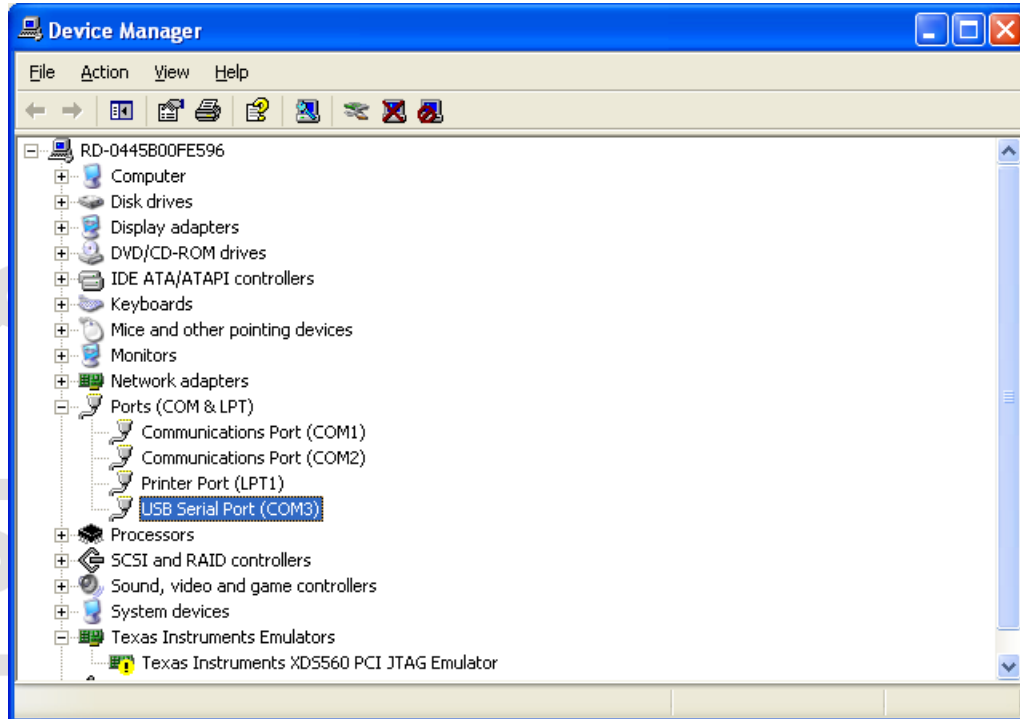 Device Manager
File Action View Help
RD-0445B00FE596
Computer
Disk drives
Display adapters
DVD/CD-ROM drives
IDE ATA/ATAPI controllers
Keyboards
Mice and other pointing devices
Monitors
Network adapters
Ports (COM & LPT)
Communications Port (COM1)
Communications Port (COM2)
Printer Port (LPT1)
USB Serial Port (COM3)
Processors
SCSI and RAID controllers
Sound, video and game controllers
System devices
Texas Instruments Emulators
Texas Instruments XDS560 PCI JTAG Emulator